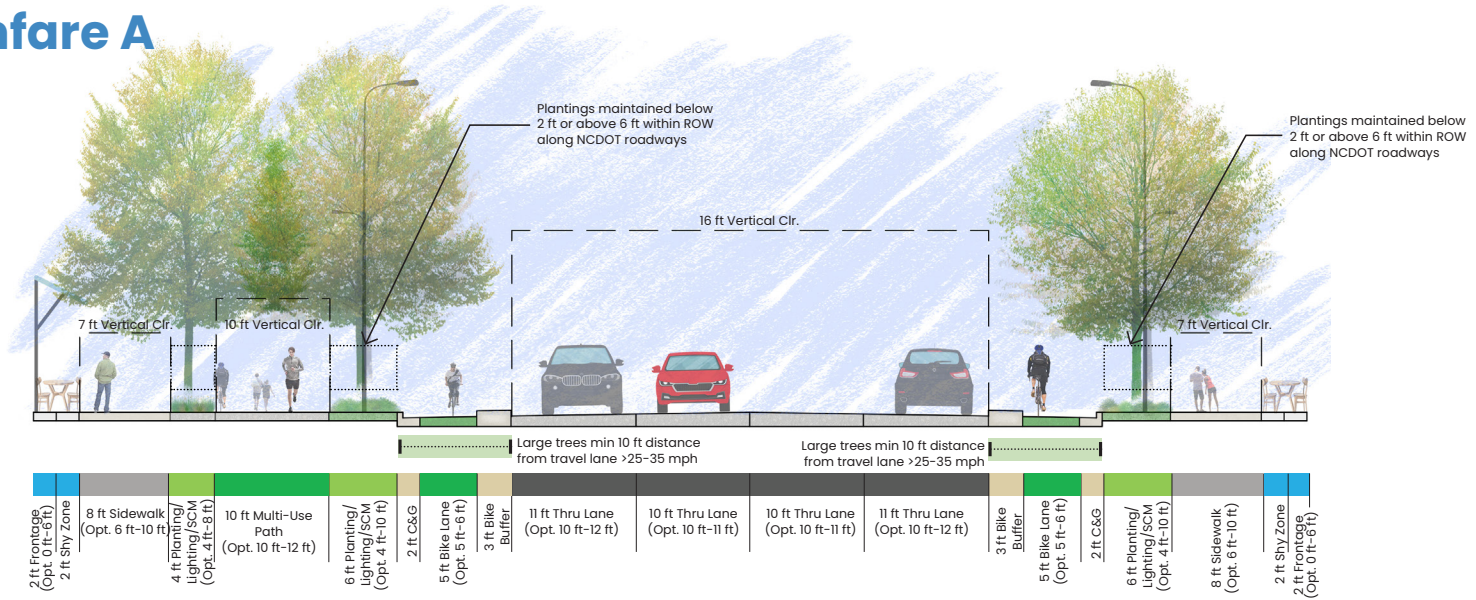 nfare A
Plantings maintained below
2 ft or above 6 ft within ROW
along NCDOT roadways
Plantings maintained below
2 ft or above 6 ft within ROW
along NCDOT roadways
16 ft Vertical Clr.
7 ft Vertical Clr.
10 ft Vertical Clr.
7 ft Vertical Clr.
Large trees min 10 ft distance
from travel lane >25-35 mph
Large trees min 10 ft distance
from travel lane >25-35 mph
2 ft Frontage
(Opt. 0 ft-6 ft)
2 ft Shy Zone
8 ft Sidewalk
(Opt. 6 ft-10 ft)
4 ft Planting/
Lighting/SCM
(Opt. 4 ft-8 ft)
10 ft Multi-Use
Path
(Opt. 10 ft-12 ft)
6 ft Planting/
Lighting/SCM
(Opt. 4 ft-10 ft)
2 ft C&G
5 ft Bike Lane
(Opt. 5 ft-6 ft)
3 ft Bike
Buffer
11 ft Thru Lane
(Opt. 10 ft-12 ft)
10 ft Thru Lane
(Opt. 10 ft-11 ft)
10 ft Thru Lane
(Opt. 10 ft-11 ft)
11 ft Thru Lane
(Opt. 10 ft-12 ft)
3 ft Bike
Buffer
5 ft Bike Lane
(Opt. 5 ft-6 ft)
2 ft C&G
6 ft Planting/
Lighting/SCM
(Opt. 4 ft-10 ft)
8 ft Sidewalk
(Opt. 6 ft-10 ft)
2 ft Shy Zone
2 ft Frontage
(Opt. 0 ft-6 ft)